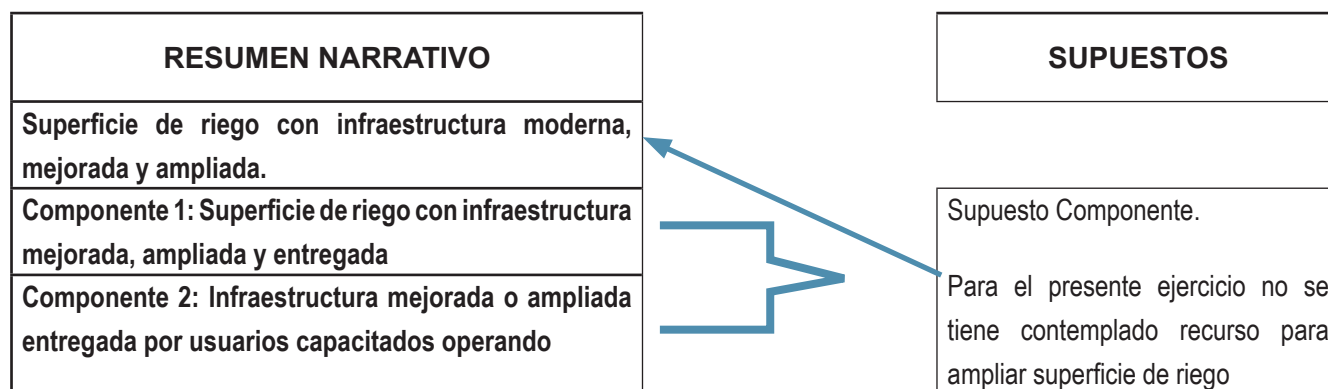 RESUMEN NARRATIVO
SUPUESTOS
Superficie de riego con infraestructura moderna,
mejorada y ampliada.
Componente 1: Superficie de riego con infraestructura
mejorada, ampliada y entregada
Componente 2: Infraestructura mejorada o ampliada
entregada por usuarios capacitados operando
Supuesto Componente.
Para el presente ejercicio no se
tiene contemplado recurso para
ampliar superficie de riego